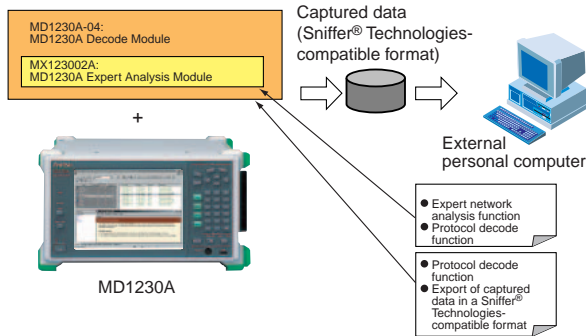 MD1230A-04:
MD1230A Decode Module
MX123002A:
MD1230A Expert Analysis Module
+
MD1230A
Captured data
(Sniffer® Technologies-
compatible format)
External
personal computer
● Expert network
analysis function
● Protocol decode
function
● Protocol decode
function
● Export of captured
data in a Sniffer®
Technologies-
compatible format